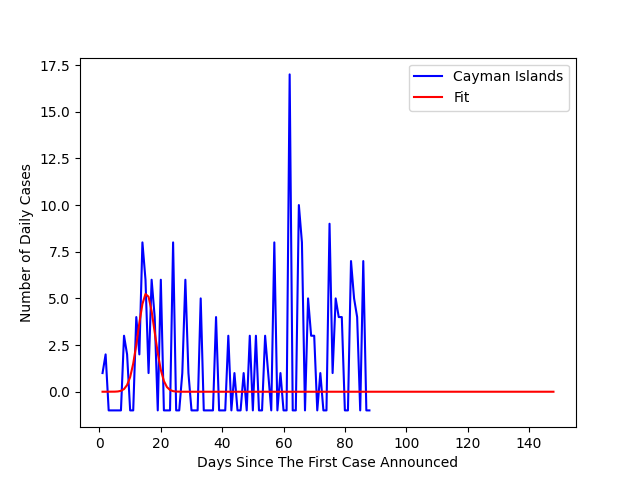 17.5
15.0
12.5
10.0
7.5
5.0
2.5
0.0
Number of Daily Cases
Cayman Islands
Fit
0 20 40 60 80 100 120 140
Days Since The First Case Announced